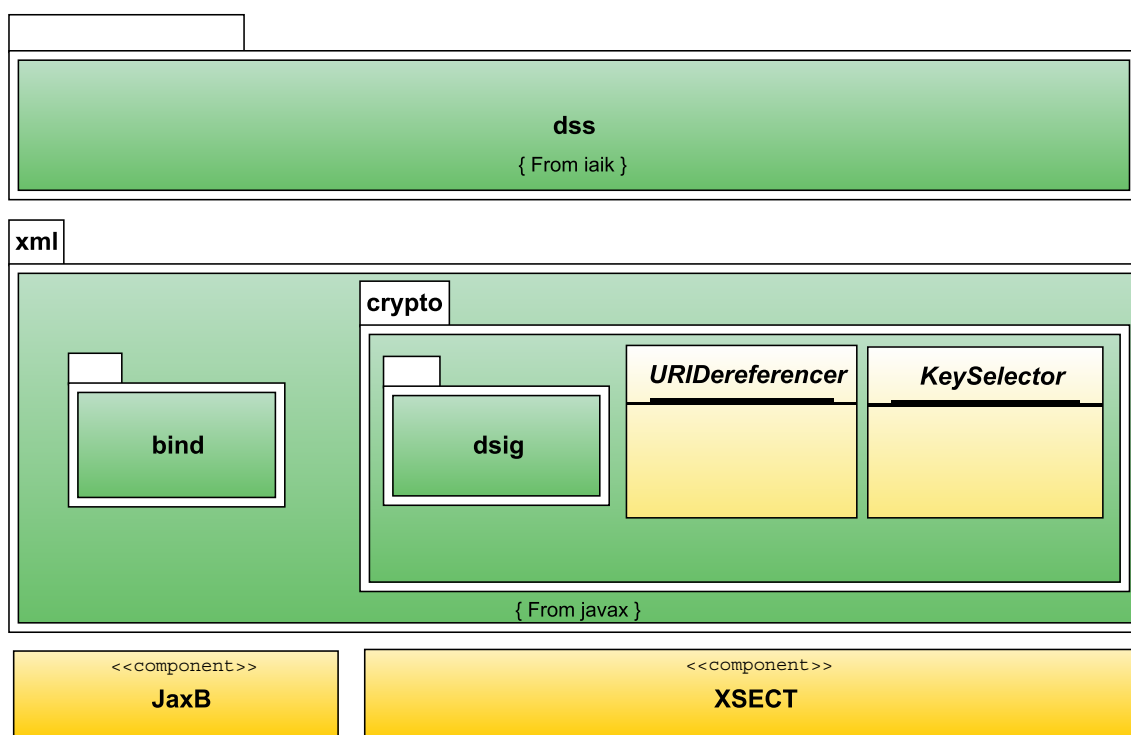 dss
{ From iaik }
xml
crypto
URIDereferencer
KeySelector
bind
dsig
{ From javax }
<<component>>
JaxB
<<component>>
XSECT